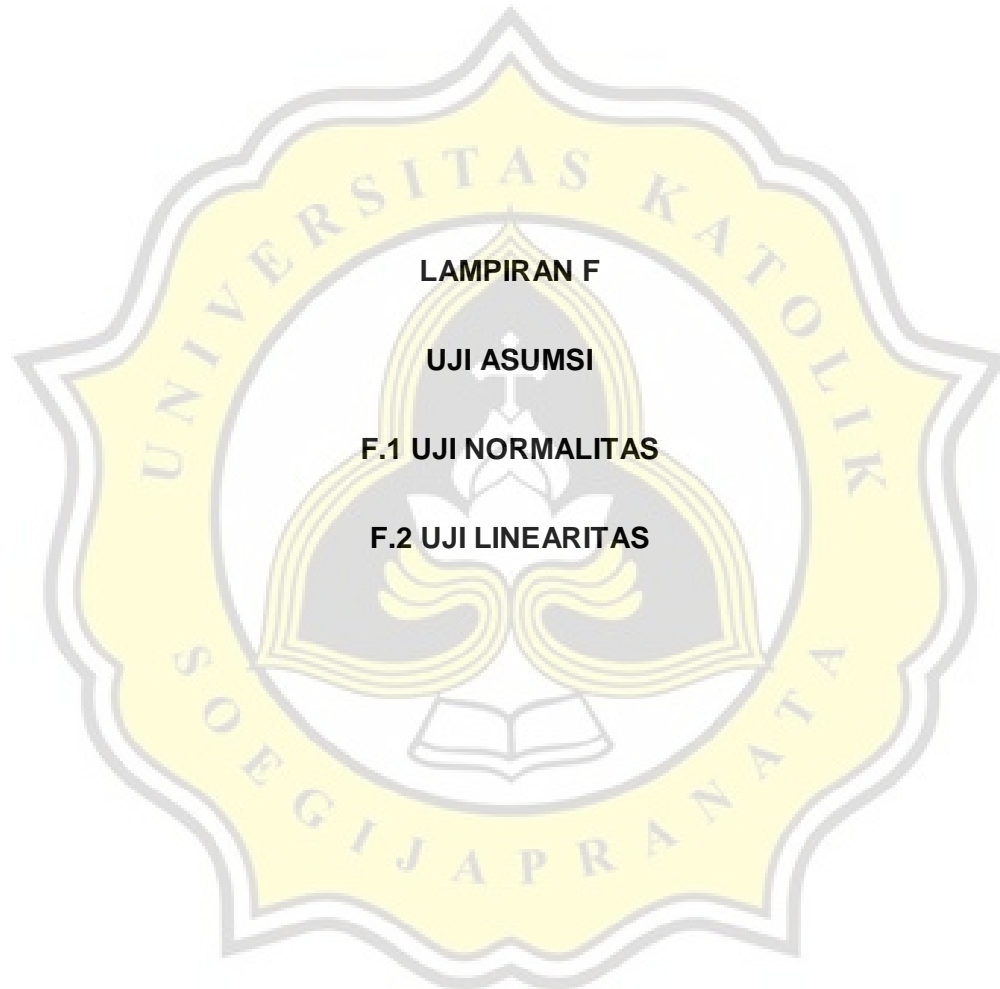 UNIVERSITAS KATOLIK
LAMPIRAN F
UJI ASUMSI
F.1 UJI NORMALITAS
F.2 UJI LINEARITAS
SOEGIJAPRANATA